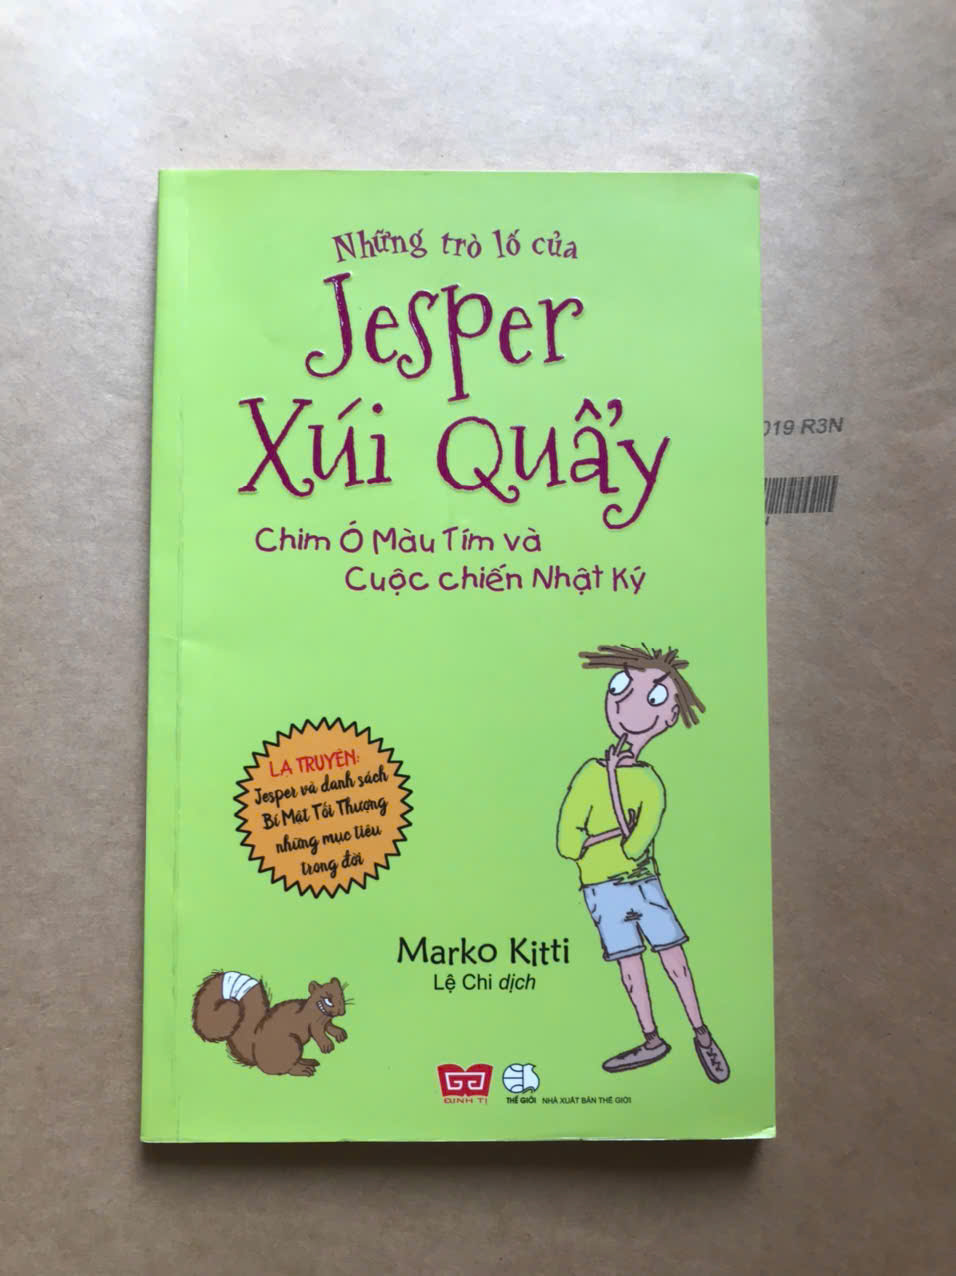 Những trò lố của
Jesper
Xúi Quẩy
Chim Ó Màu Tím và
Cuộc chiến Nhật Ký
019 R3N
LẠ TRUYỆN:
Jesper và danh sách
Bí Mật Tối Thượng
những mục tiêu
trong đời
Marko Kitti
Lệ Chi dịch
ĐINH TỊ
THẾ GIỚI
NHÀ XUẤT BẢN THẾ GIỚI